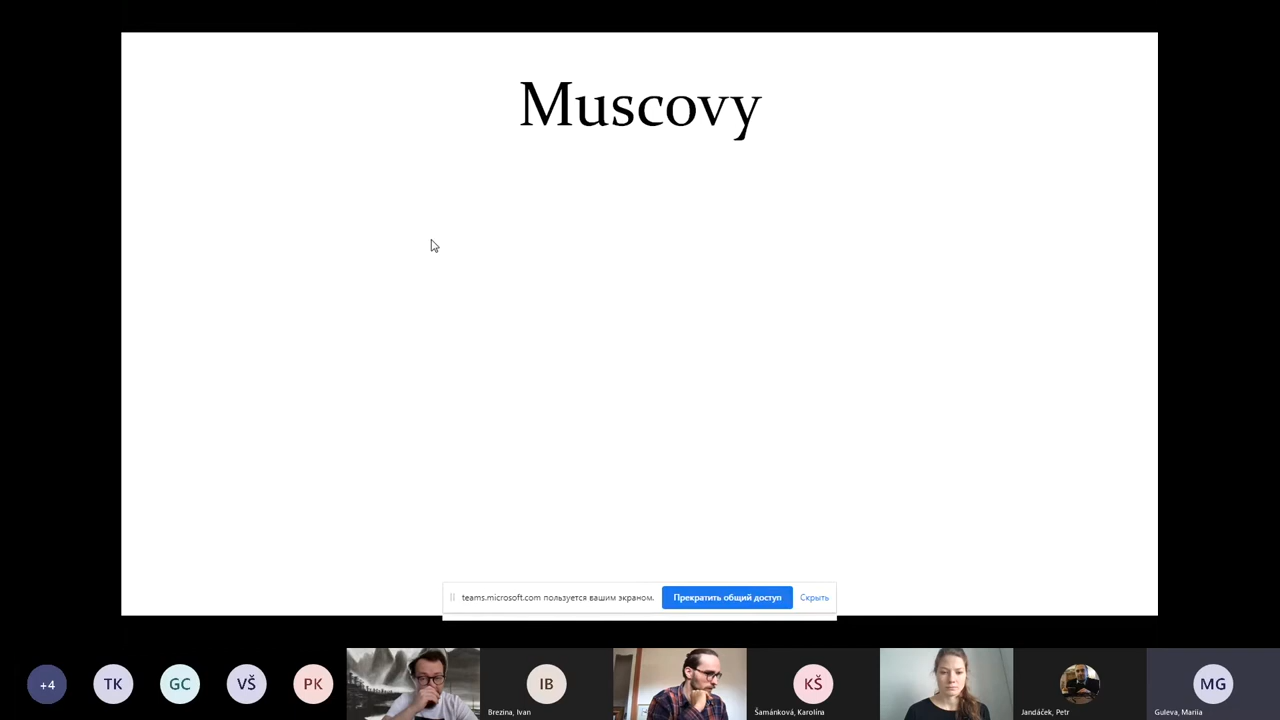 Muscovy
teams.microsoft.com пользуется вашим экраном. Прекратить общий доступ Скрыть
+4 TK GC VŠ PK IB KŠ MG
Brezina, Ivan Šamánková, Karolína Jandáček, Petr Guleva, Mariia